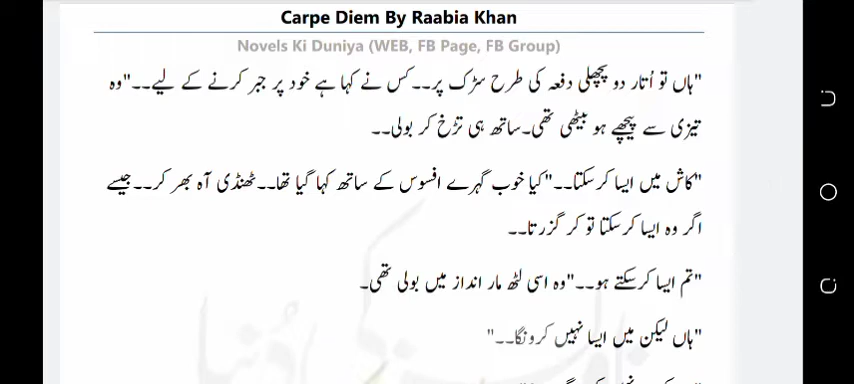 Carpe Diem By Raabia Khan
Novels Ki Duniya (WEB, FB Page, FB Group)
"ہاں تو اُتار دو پچھلی دفعہ کی طرح سڑک پر۔۔کس نے کہا ہے خود پر جبر کرنے کے لیے۔۔"وہ
تیزی سے پیچھے ہو بیٹھی تھی۔ساتھ ہی تڑخ کر بولی۔۔
"کاش میں ایسا کر سکتا۔۔"کیا خوب گہرے افسوس کے ساتھ کہا گیا تھا۔۔ٹھنڈی آہ بھر کر۔۔جیسے
اگر وہ ایسا کر سکتا تو کر گزرتا۔۔
"تم ایسا کر سکتے ہو۔۔"وہ اسی لٹھ مار انداز میں بولی تھی۔
"ہاں لیکن میں ایسا نہیں کرونگا۔۔"